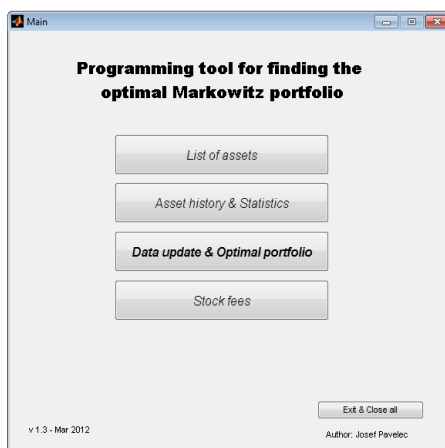 Main
Programming tool for finding the
optimal Markowitz portfolio
List of assets
Asset history & Statistics
Data update & Optimal portfolio
Stock fees
Exit & Close all
v 1.3 - Mar 2012
Author: Josef Pavelec